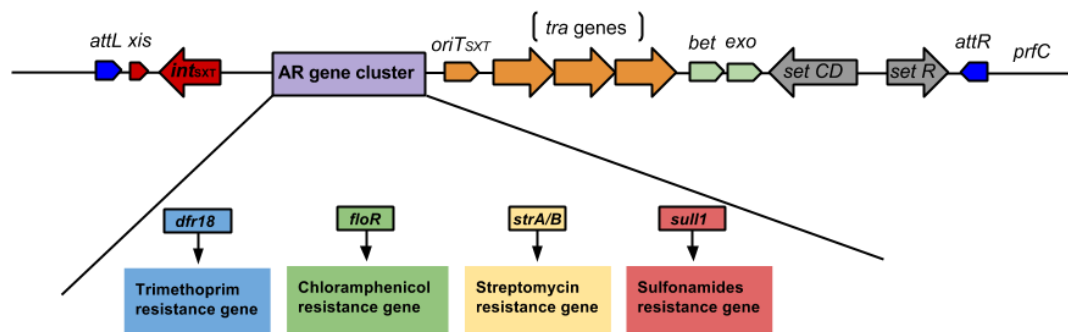 [ tra genes ]
attL xis intSXT AR gene cluster oriTSXT bet exo set CD set R attR prfC
dfr18 floR strA/B sull1
Trimethoprim
resistance gene
Chloramphenicol
resistance gene
Streptomycin
resistance gene
Sulfonamides
resistance gene